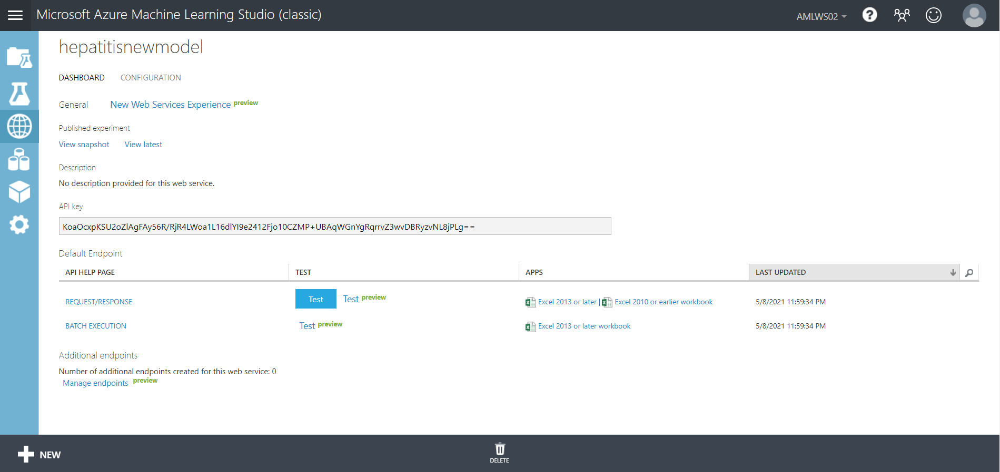 Microsoft Azure Machine Learning Studio (classic)
AMLWS02
hepatitisnewmodel
DASHBOARD CONFIGURATION
General New Web Services Experience preview
Published experiment
View snapshot View latest
Description
No description provided for this web service.
API key
KoaOcxpKSU2oZlAgFAy56R/RjR4LWoa1L16dlYI9e2412Fjo10CZMP+UBAqWGnYgRqrrvZ3wvDBRyzvNL8jPLg==
Default Endpoint
API HELP PAGE TEST APPS LAST UPDATED
REQUEST/RESPONSE Test Test preview Excel 2013 or later | Excel 2010 or earlier workbook 5/8/2021 11:59:34 PM
BATCH EXECUTION Test preview Excel 2013 or later workbook 5/8/2021 11:59:34 PM
Additional endpoints
Number of additional endpoints created for this web service: 0
Manage endpoints preview
NEW
DELETE